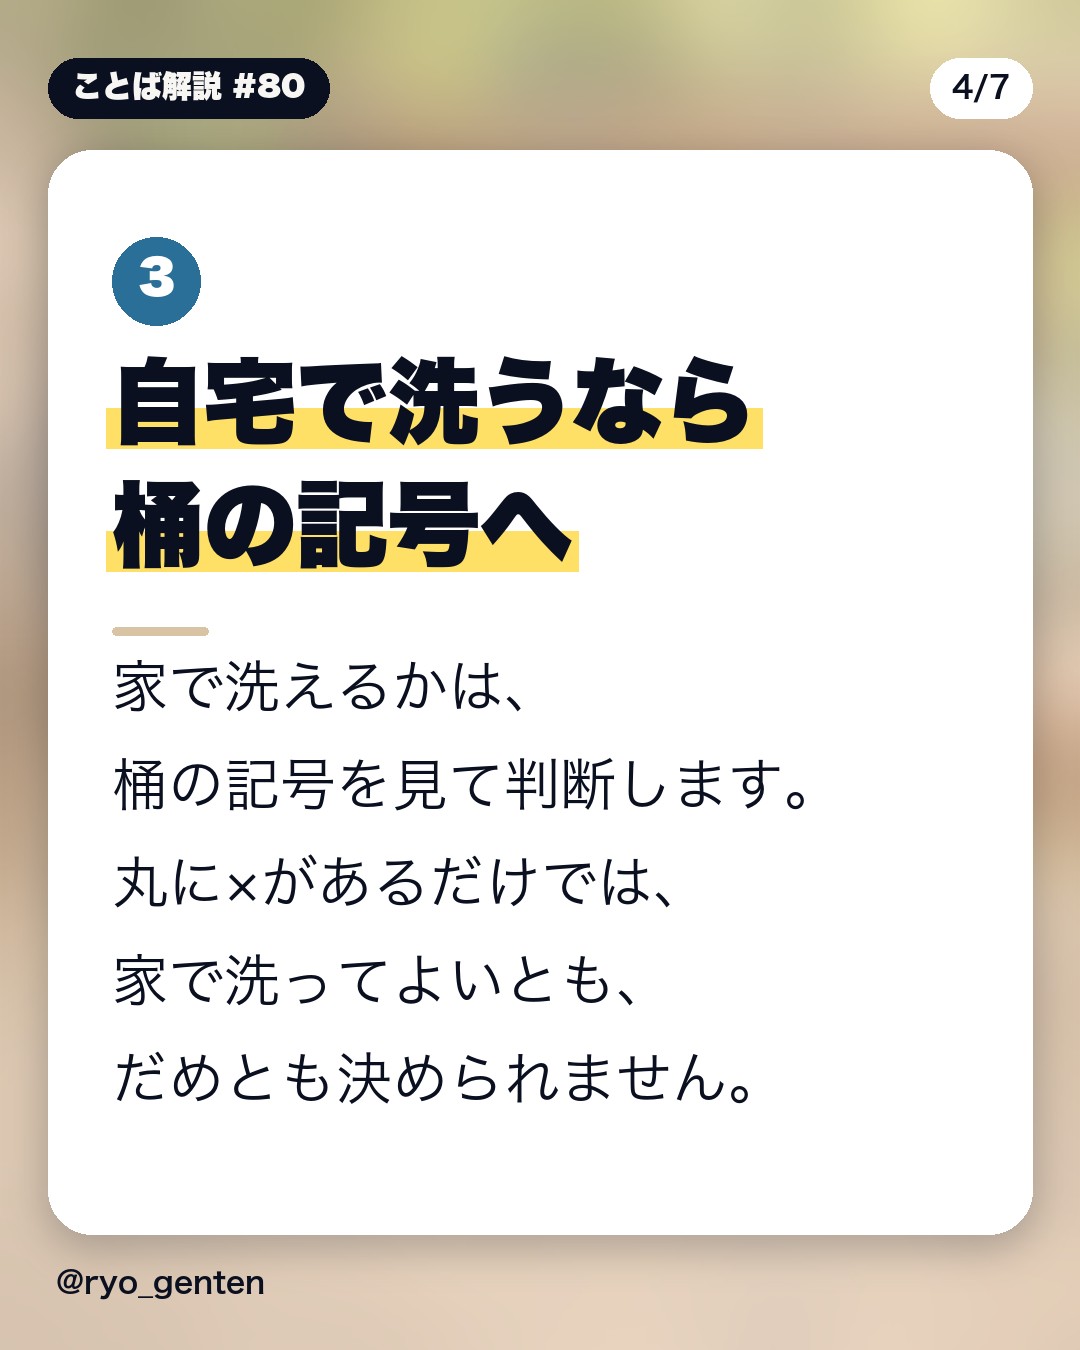 ことば解説 #80
4/7
3
自宅で洗うなら
桶の記号へ
家で洗えるかは、
桶の記号を見て判断します。
丸に×があるだけでは、
家で洗ってよいとも、
だめとも決められません。
@ryo_genten